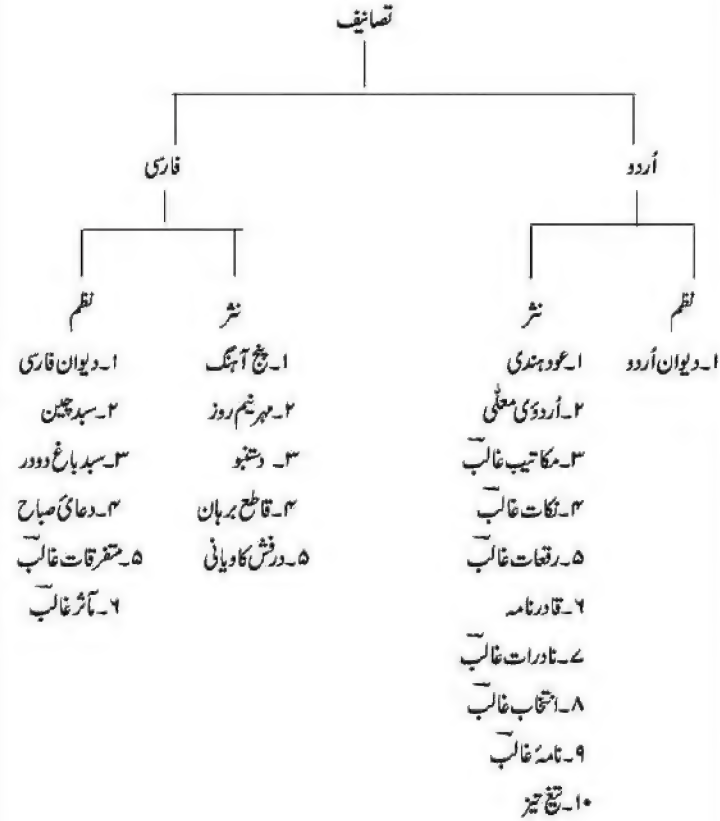 تصانیف
اُردو
فارسی
نظم
۱۔دیوان اُردو
نثر
۱۔عود ہندی
۲۔اُردوئ معلّٰی
۳۔مکاتیب غالبؔ
۴۔نکات غالبؔ
۵۔رقعات غالبؔ
۶۔قادر نامہ
۷۔نادرات غالبؔ
۸۔انتخاب غالبؔ
۹۔نامۂ غالبؔ
۱۰۔تیغ تیز
نثر
۱۔پنج آہنگ
۲۔مہر نیم روز
۳۔ دستنبو
۴۔قاطع برہان
۵۔درفش کاویانی
نظم
۱۔دیوان فارسی
۲۔سبد چین
۳۔سبد باغ دودر
۴۔دعائ صباح
۵۔متفرقات غالبؔ
۶۔مآثر غالبؔ